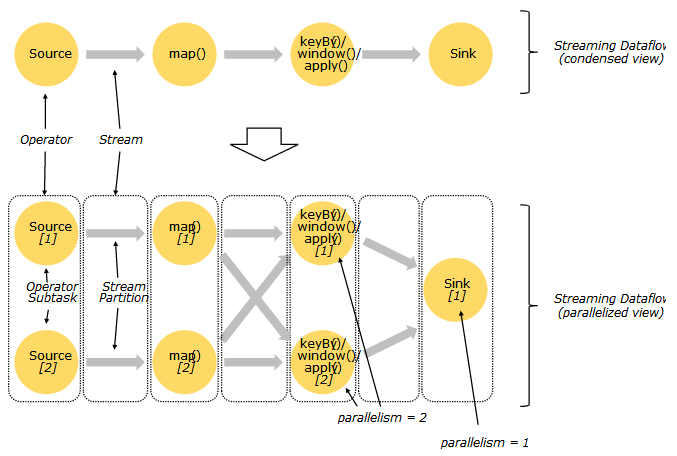 Source
map()
keyBy()/
window()/
apply()
Sink
Streaming Dataflow
(condensed view)
Operator
Stream
Source
[1]
map()
[1]
keyBy()/
window()/
apply()
[1]
Operator
Subtask
Stream
Partition
Sink
[1]
Streaming Dataflow
(parallelized view)
Source
[2]
map()
[2]
keyBy()/
window()/
apply()
[2]
parallelism = 2
parallelism = 1